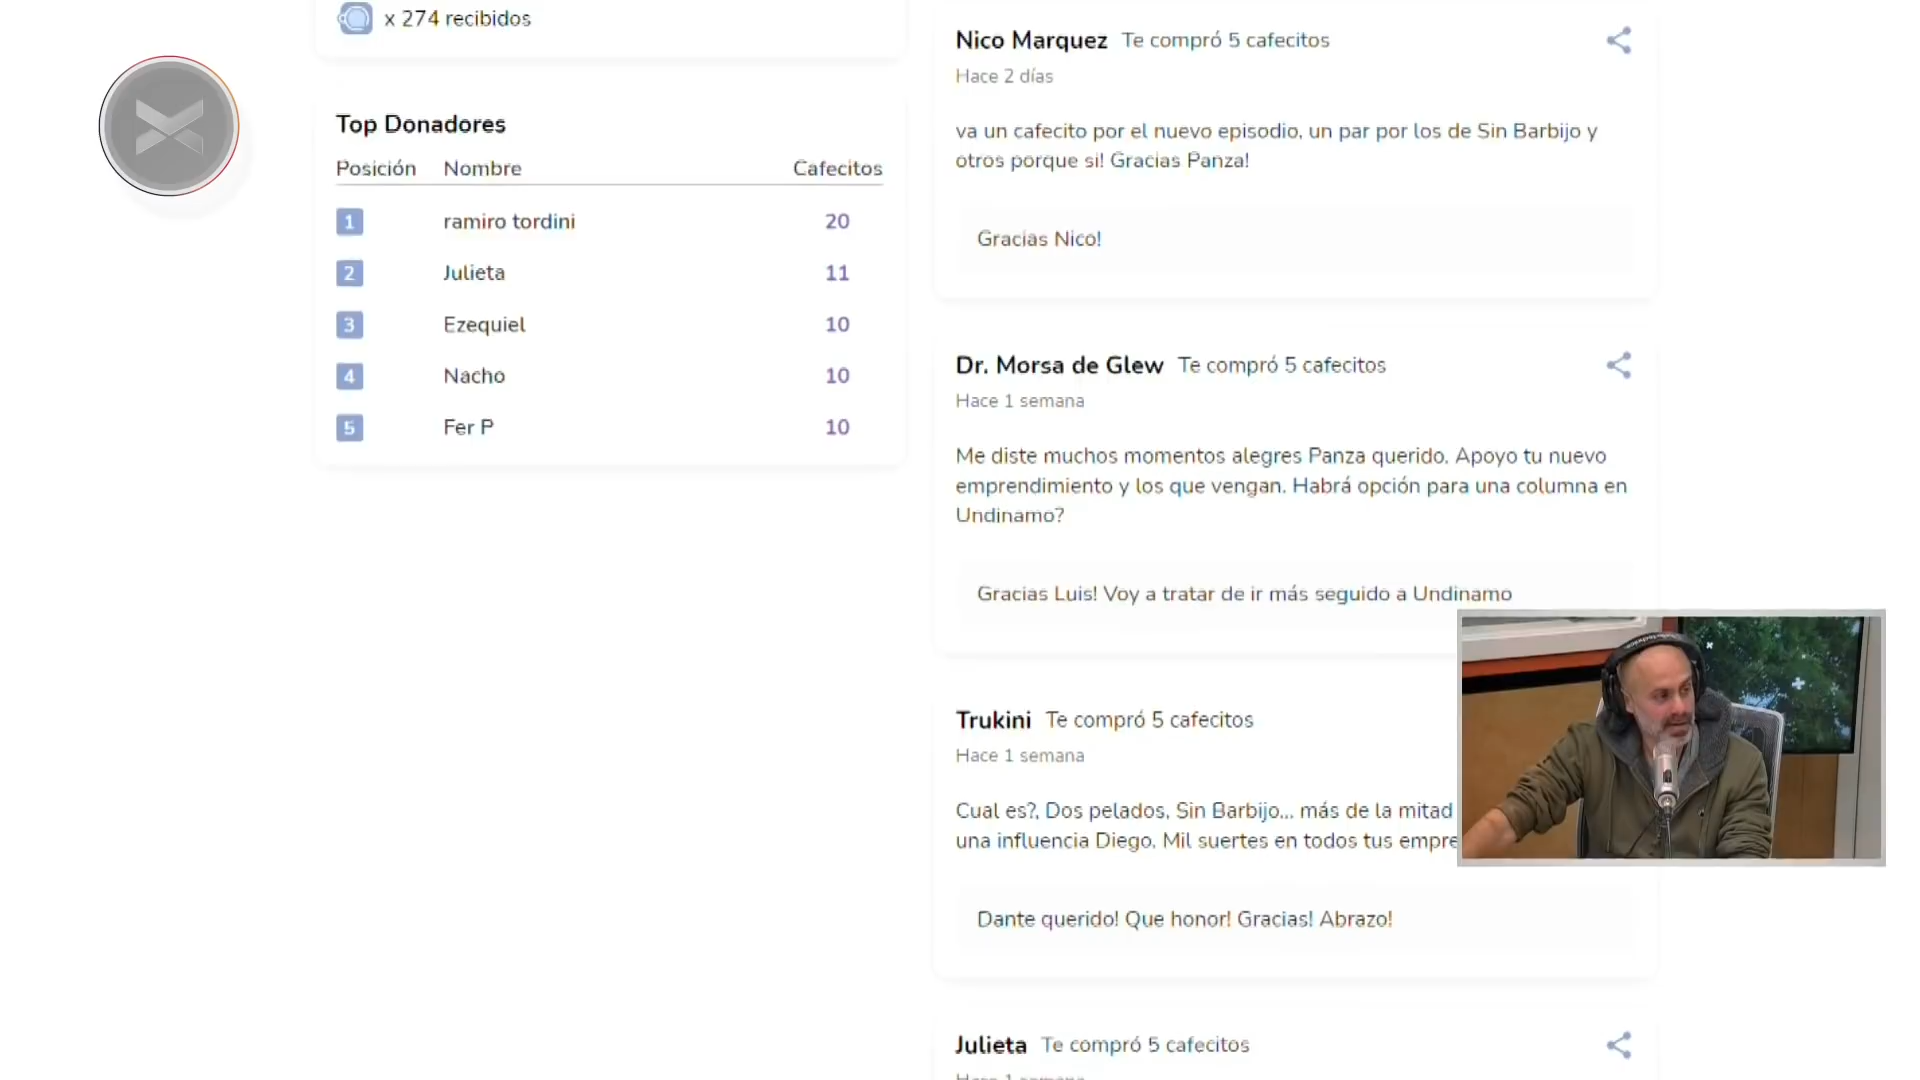 x 274 recibidos
Top Donadores
Posición Nombre Cafecitos
1 ramiro tordini 20
2 Julieta 11
3 Ezequiel 10
4 Nacho 10
5 Fer P 10
Nico Marquez Te compró 5 cafecitos
Hace 2 días
va un cafecito por el nuevo episodio, un par por los de Sin Barbijo y
otros porque si! Gracias Panza!
Gracias Nico!
Dr. Morsa de Glew Te compró 5 cafecitos
Hace 1 semana
Me diste muchos momentos alegres Panza querido. Apoyo tu nuevo
emprendimiento y los que vengan. Habrá opción para una columna en
Undinamo?
Gracias Luis! Voy a tratar de ir más seguido a Undinamo
Trukini Te compró 5 cafecitos
Hace 1 semana
Cual es?, Dos pelados, Sin Barbijo... más de la mitad
una influencia Diego. Mil suertes en todos tus empre
Dante querido! Que honor! Gracias! Abrazo!
Julieta Te compró 5 cafecitos
Hace 1 semana